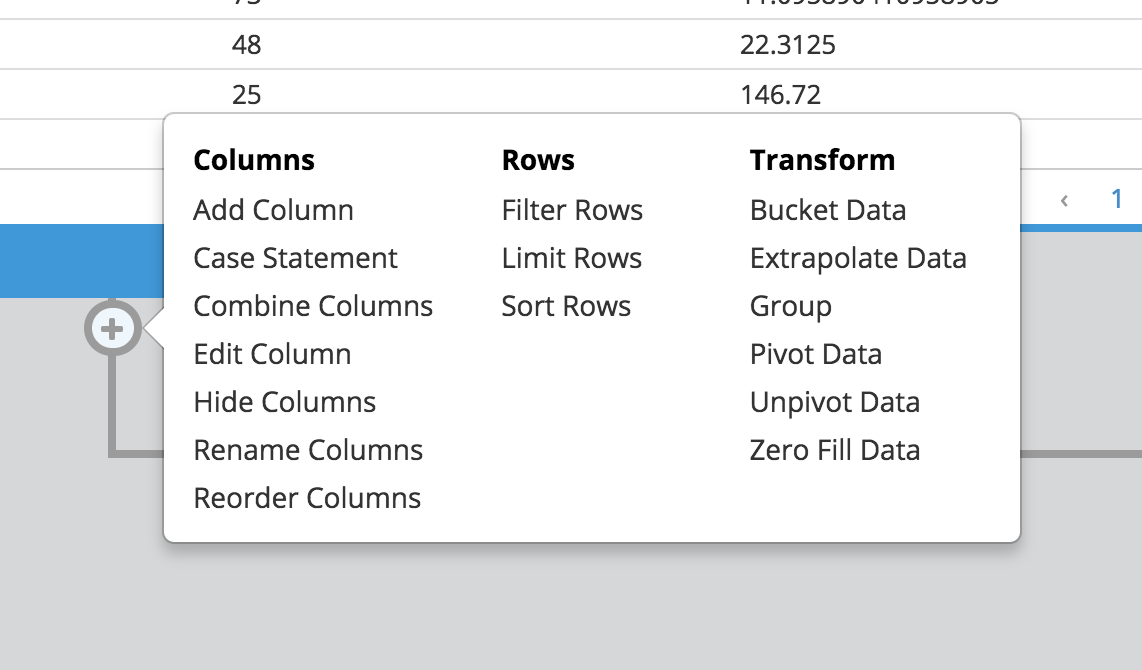 48 22.3125
25 146.72
Columns Rows Transform
Add Column Filter Rows Bucket Data
Case Statement Limit Rows Extrapolate Data
Combine Columns Sort Rows Group
Edit Column Pivot Data
Hide Columns Unpivot Data
Rename Columns Zero Fill Data
Reorder Columns
‹ 1